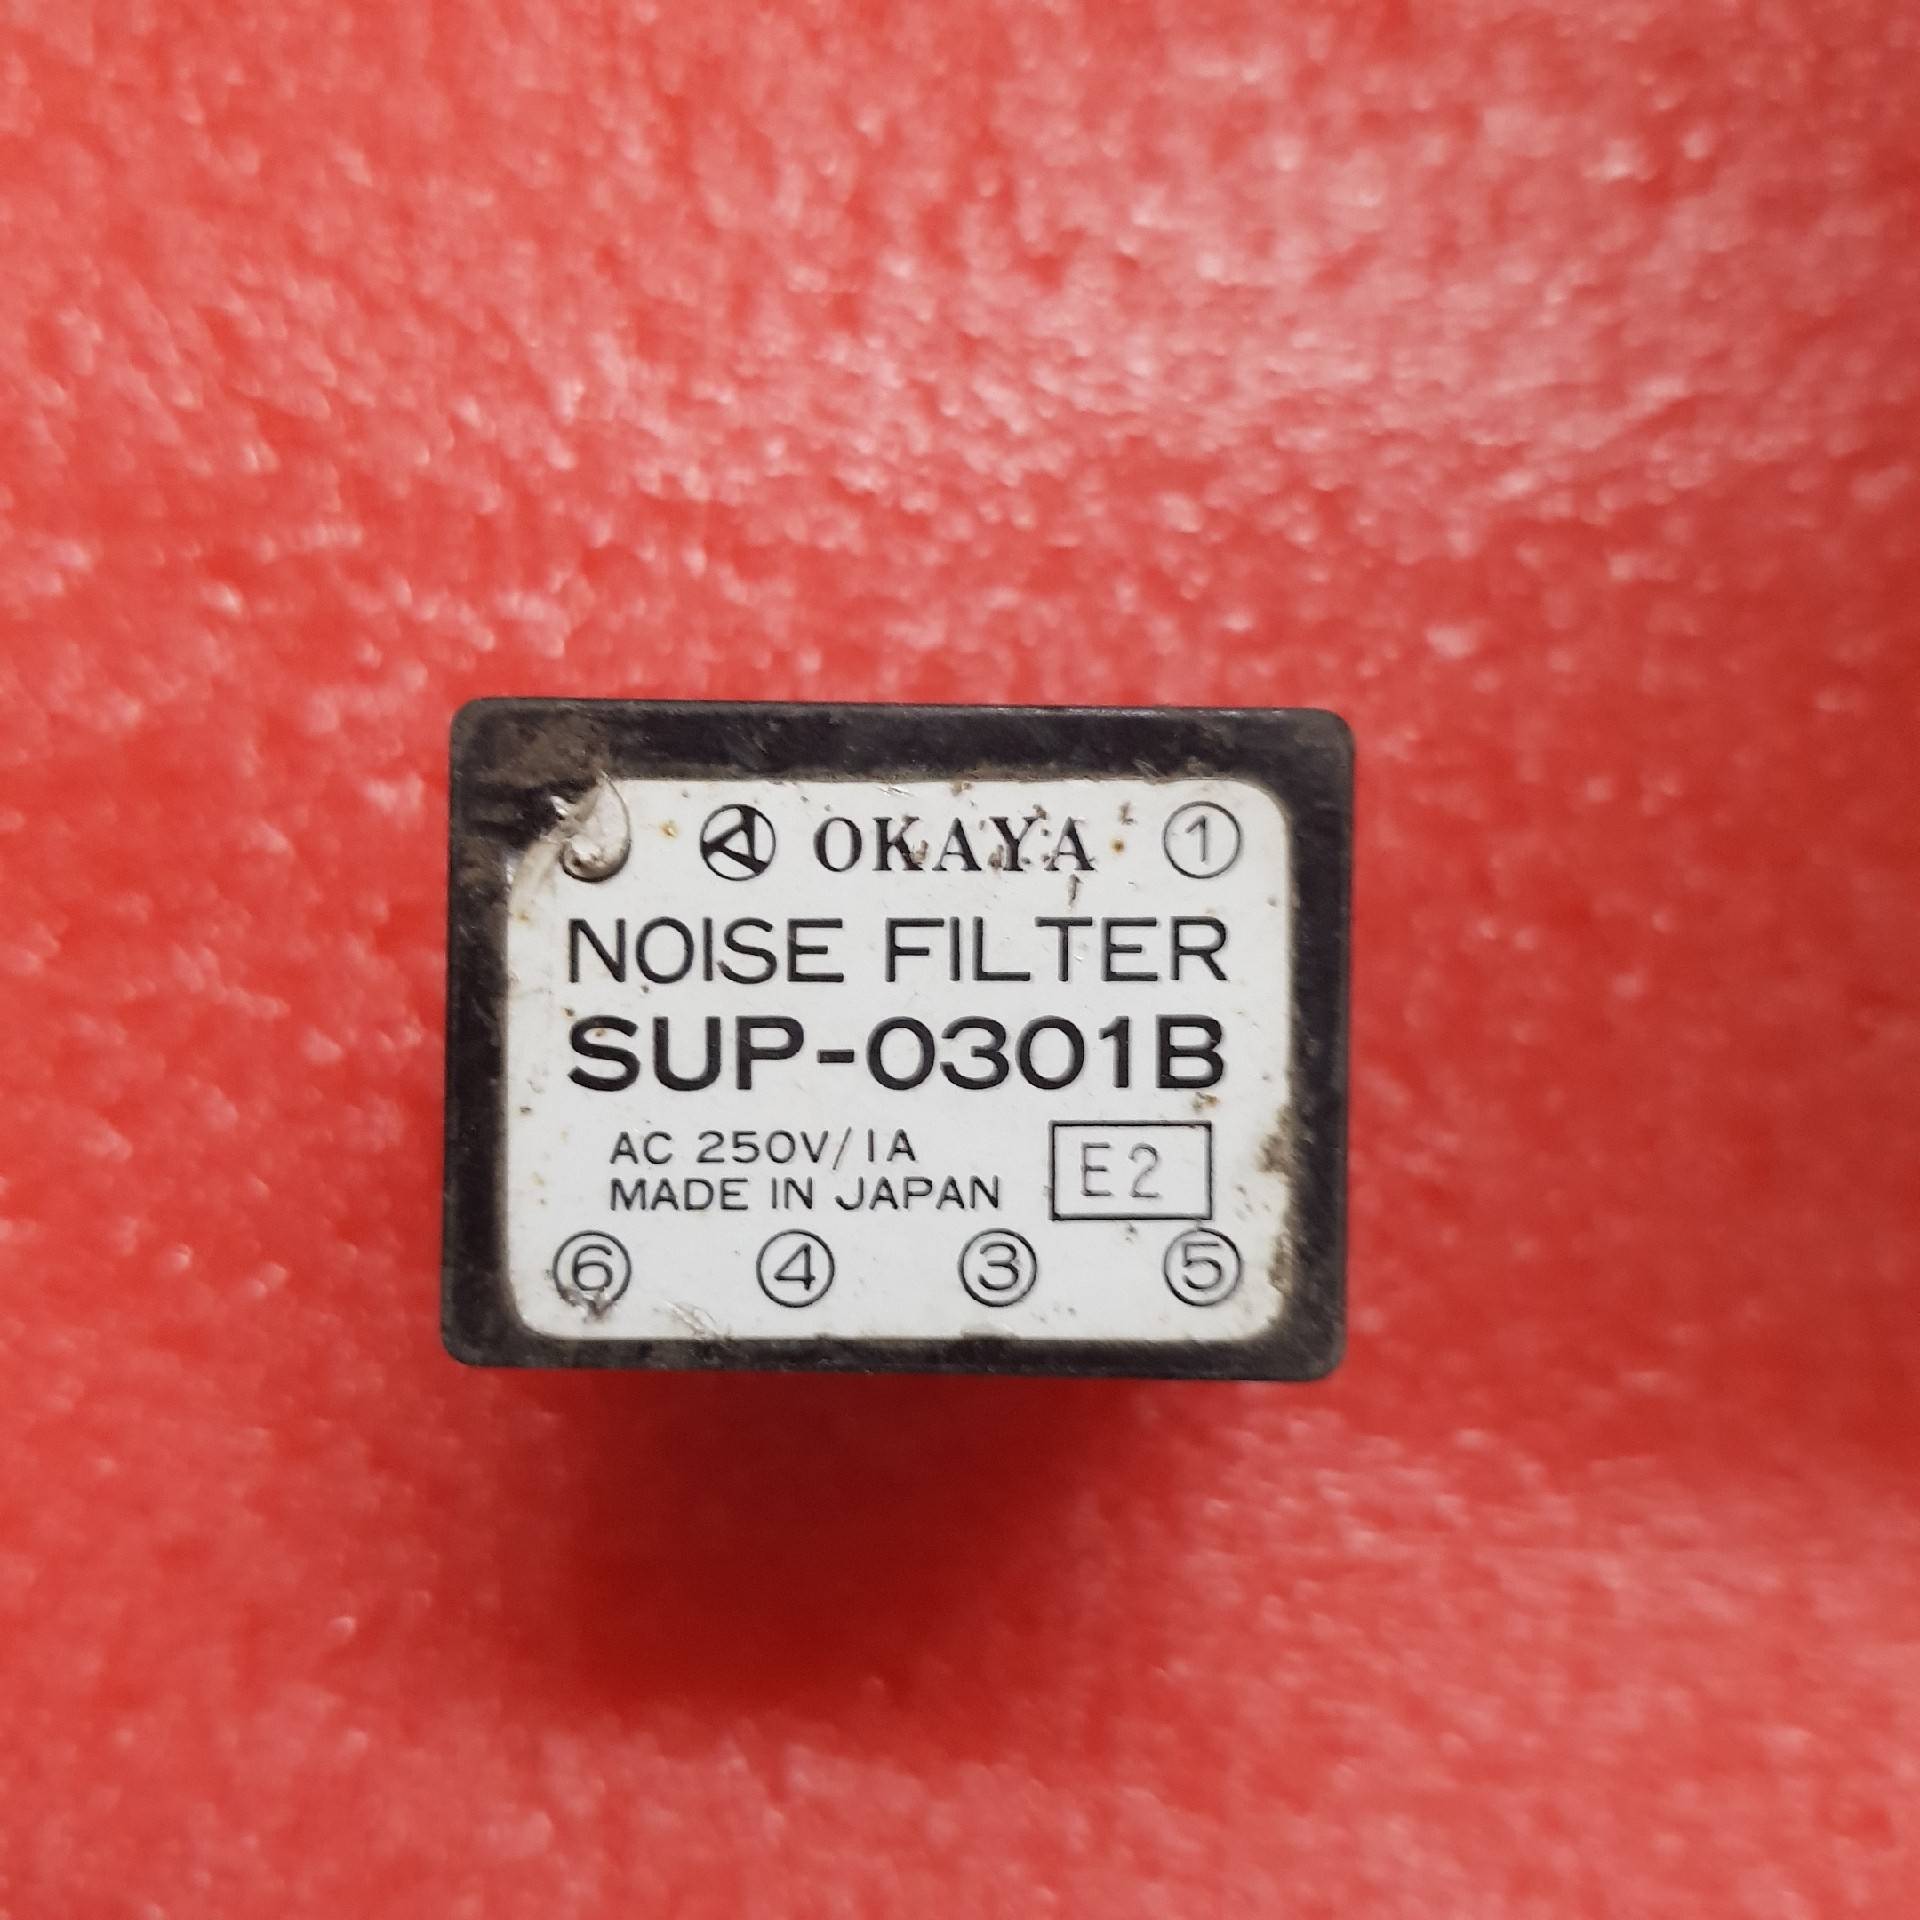 OKAYA ①
NOISE FILTER
SUP-0301B
AC 250V/1A
MADE IN JAPAN
E2
⑥ ④ ③ ⑤